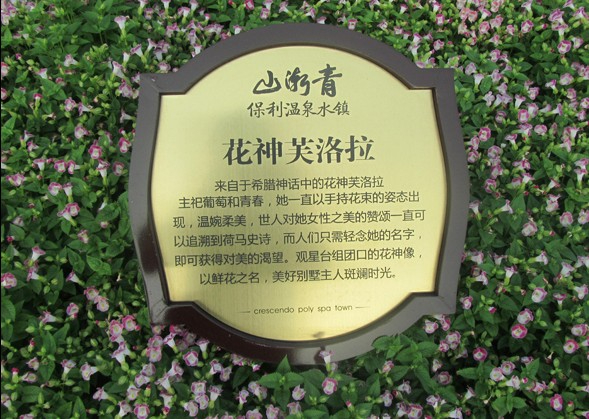 山渐青
保利温泉水镇
花神芙洛拉
来自于希腊神话中的花神芙洛拉
主祀葡萄和青春，她一直以手持花束的姿态出
现，温婉柔美，世人对她女性之美的赞颂一直可
以追溯到荷马史诗，而人们只需轻念她的名字，
即可获得对美的渴望。观星台组团口的花神像，
以鲜花之名，美好别墅主人斑斓时光。
crescendo poly spa town